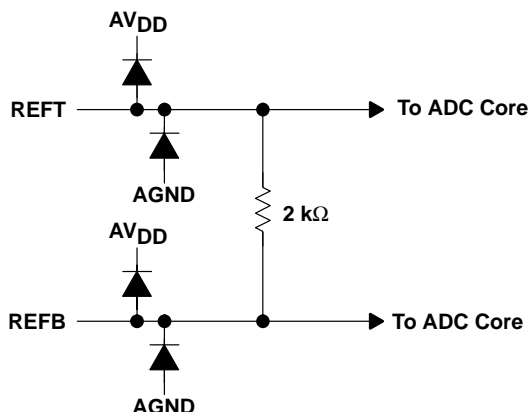 AVDD
REFT
To ADC Core
AGND
2 kΩ
AVDD
REFB
To ADC Core
AGND